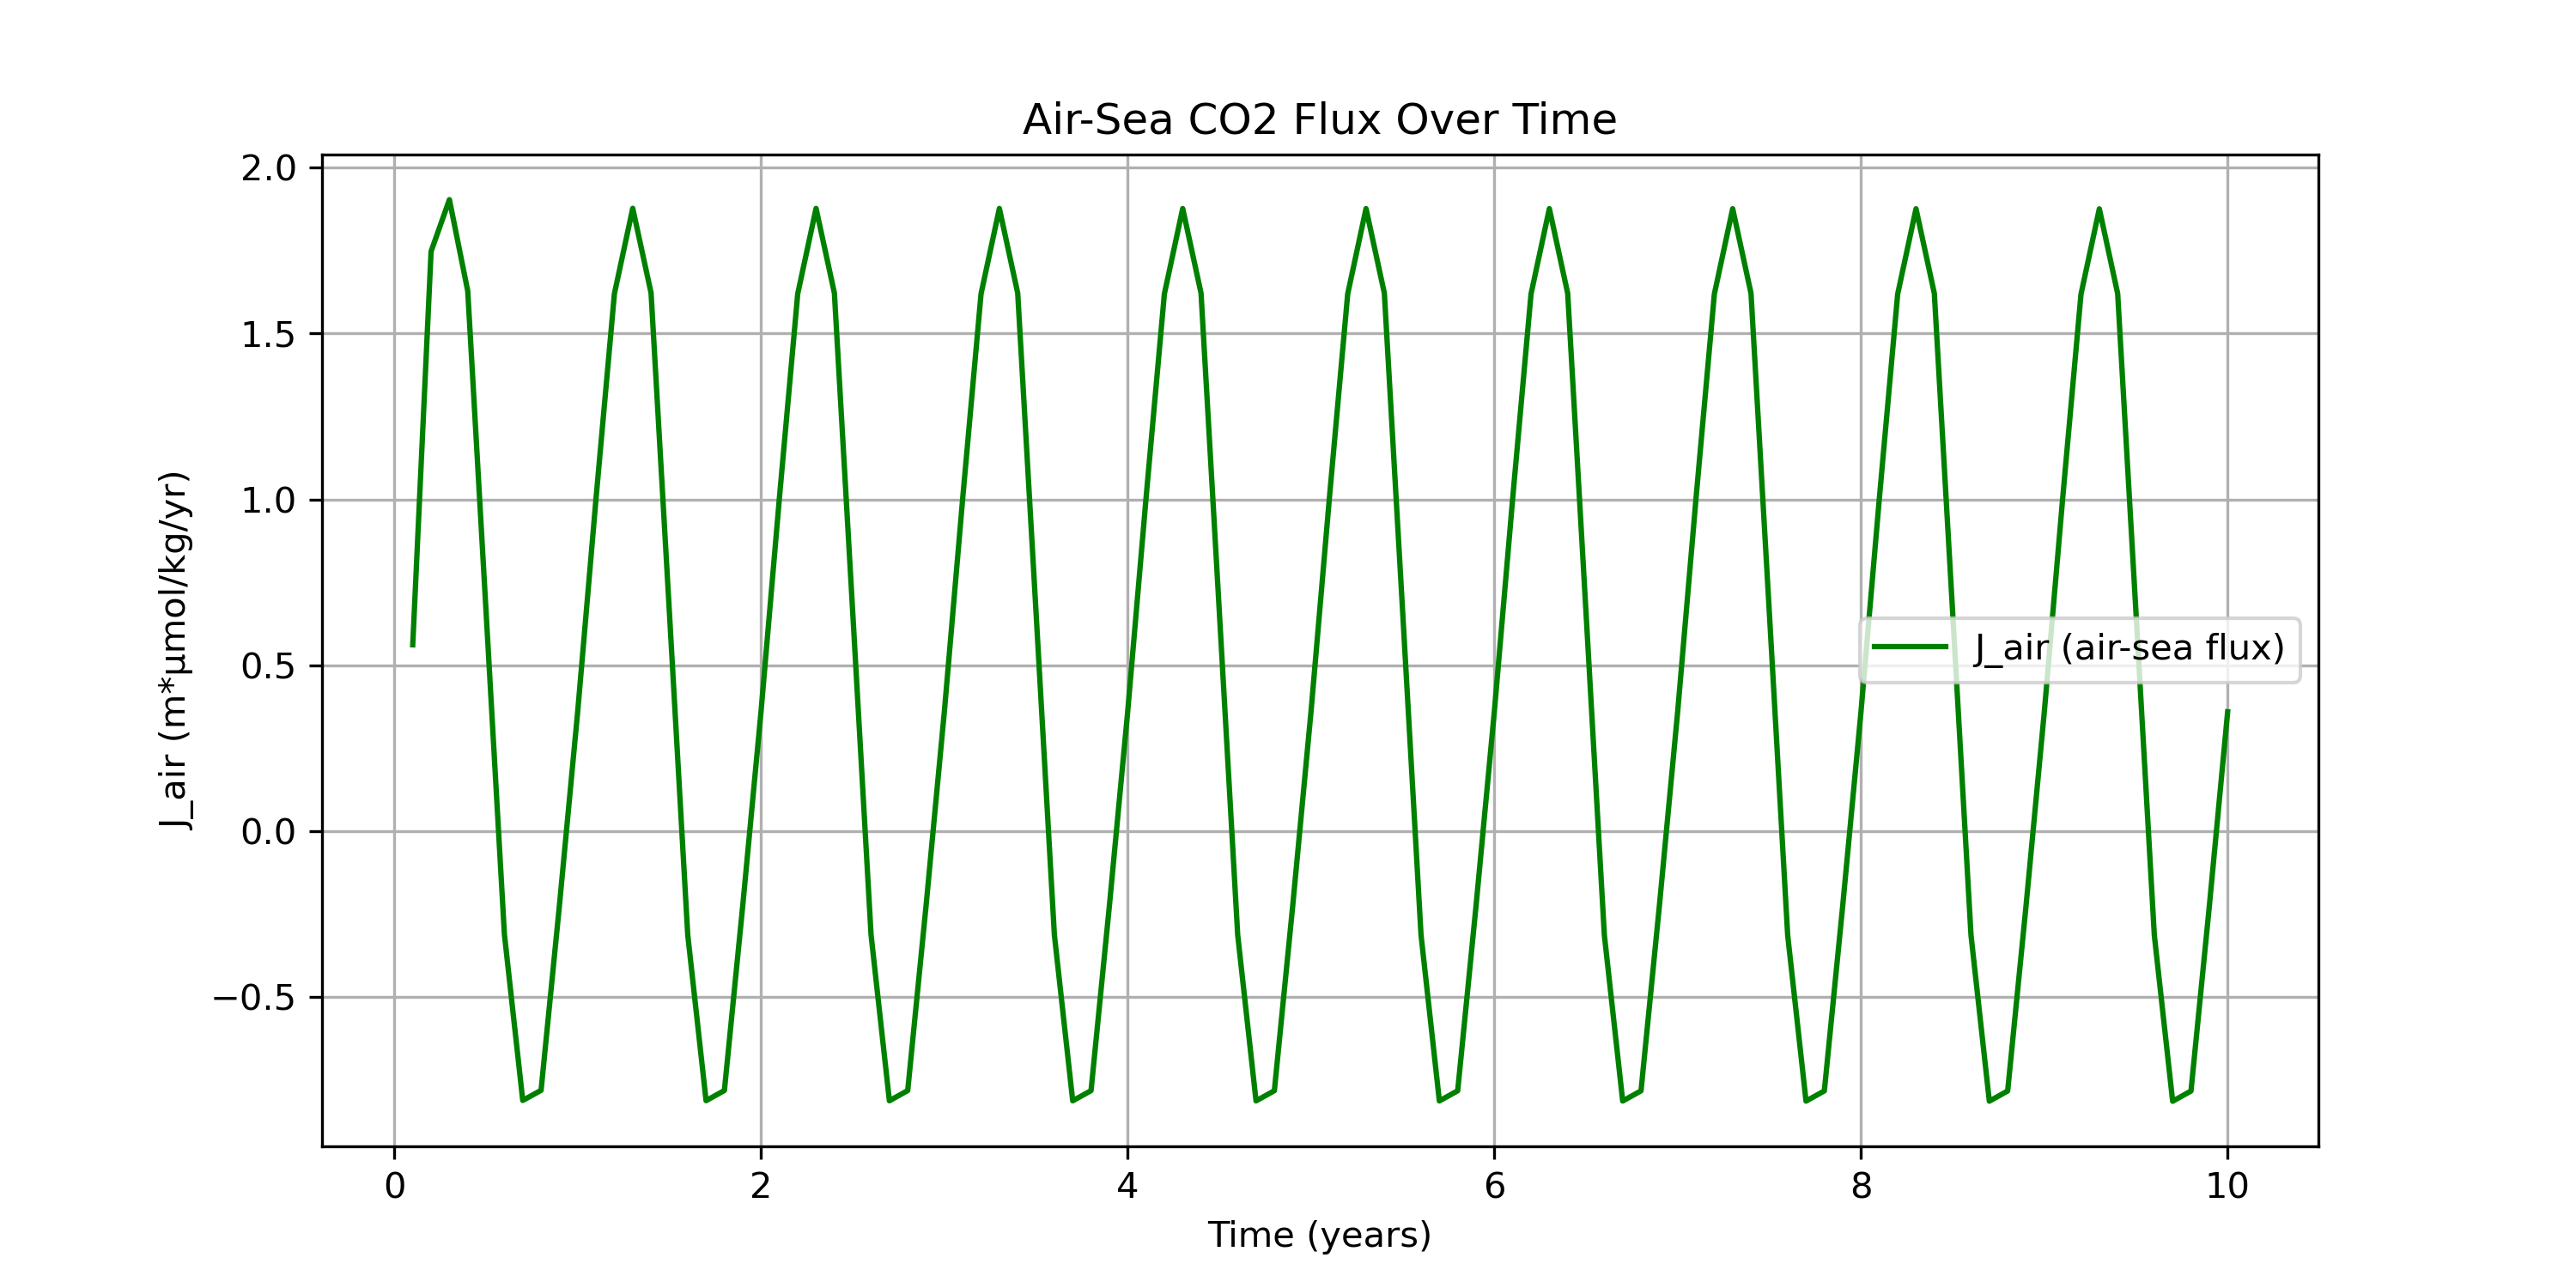 Air-Sea CO2 Flux Over Time
J_air (m*µmol/kg/yr)
2.0
1.5
1.0
0.5
0.0
−0.5
J_air (air-sea flux)
0 2 4 6 8 10
Time (years)